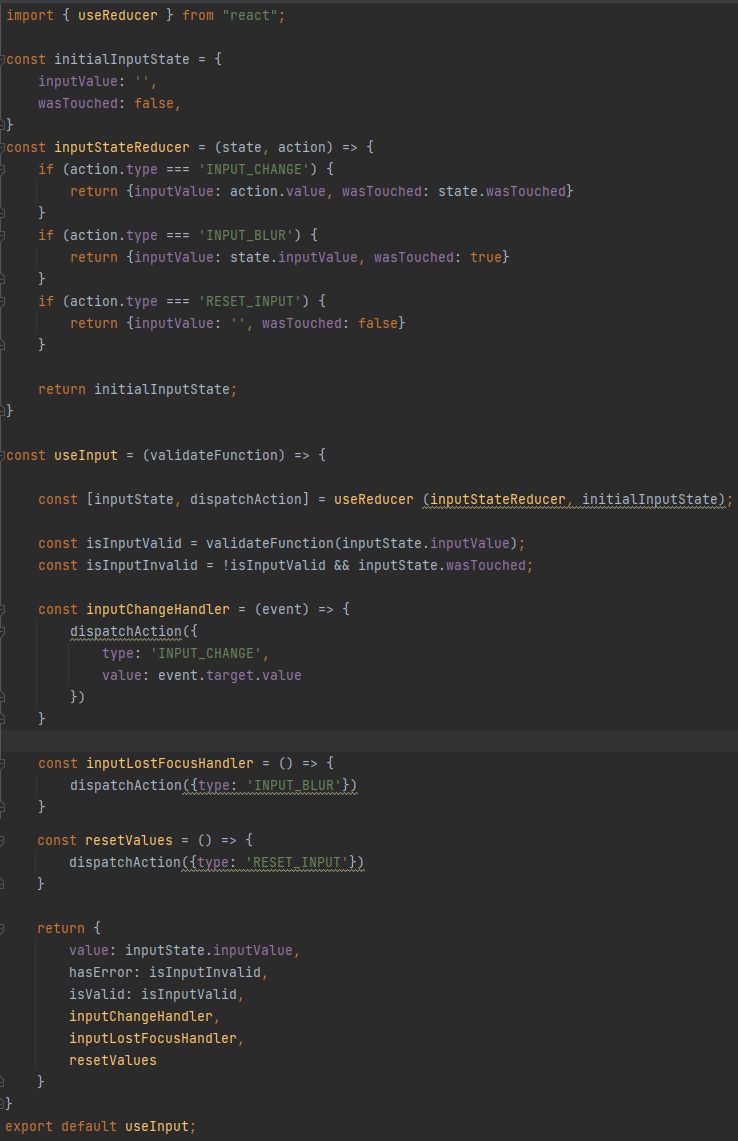 import { useReducer } from "react";
const initialInputState = {
    inputValue: '',
    wasTouched: false,
}
const inputStateReducer = (state, action) => {
    if (action.type === 'INPUT_CHANGE') {
        return {inputValue: action.value, wasTouched: state.wasTouched}
    }
    if (action.type === 'INPUT_BLUR') {
        return {inputValue: state.inputValue, wasTouched: true}
    }
    if (action.type === 'RESET_INPUT') {
        return {inputValue: '', wasTouched: false}
    }
    return initialInputState;
}
const useInput = (validateFunction) => {
    const [inputState, dispatchAction] = useReducer (inputStateReducer, initialInputState);
    const isInputValid = validateFunction(inputState.inputValue);
    const isInputInvalid = !isInputValid && inputState.wasTouched;
    const inputChangeHandler = (event) => {
        dispatchAction({
            type: 'INPUT_CHANGE',
            value: event.target.value
        })
    }
    const inputLostFocusHandler = () => {
        dispatchAction({type: 'INPUT_BLUR'})
    }
    const resetValues = () => {
        dispatchAction({type: 'RESET_INPUT'})
    }
    return {
        value: inputState.inputValue,
        hasError: isInputInvalid,
        isValid: isInputValid,
        inputChangeHandler,
        inputLostFocusHandler,
        resetValues
    }
}
export default useInput;